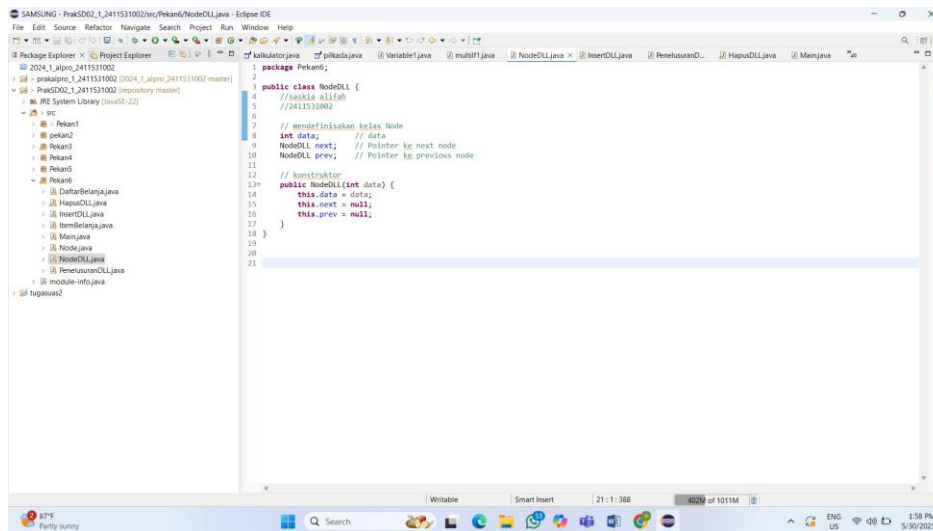 SAMSUNG - PrakSD02_1_2411531002/src/Pekan6/NodeDLL.java - Eclipse IDE
File Edit Source Refactor Navigate Search Project Run Window Help
Package Explorer Project Explorer
kalkulator.java pilkada.java Variable1.java multiIf1.java NodeDLL.java InsertDLL.java PenelusuranD... HapusDLL.java Main.java
2024_1_alpro_2411531002
> prakalpro_1_2411531002 [2024_1_alpro_2411531002 master]
> PrakSD02_1_2411531002 [repository master]
JRE System Library [JavaSE-22]
> src
> Pekan1
pekan2
Pekan3
Pekan4
Pekan5
Pekan6
DaftarBelanja.java
HapusDLL.java
InsertDLL.java
ItemBelanja.java
Main.java
Node.java
NodeDLL.java
PenelusuranDLL.java
module-info.java
tugasuas2
1 package Pekan6;
2
3 public class NodeDLL {
4 //saskia alifah
5 //2411531002
6
7 // mendefinisakan kelas Node
8 int data; // data
9 NodeDLL next; // Pointer ke next node
10 NodeDLL prev; // Pointer ke previous node
11
12 // konstruktor
13 public NodeDLL(int data) {
14 this.data = data;
15 this.next = null;
16 this.prev = null;
17 }
18 }
19
20
21
Writable Smart Insert 21 : 1 : 388 402M of 1011M
87°F
Partly sunny
Search
ENG
US
1:58 PM
5/30/2025